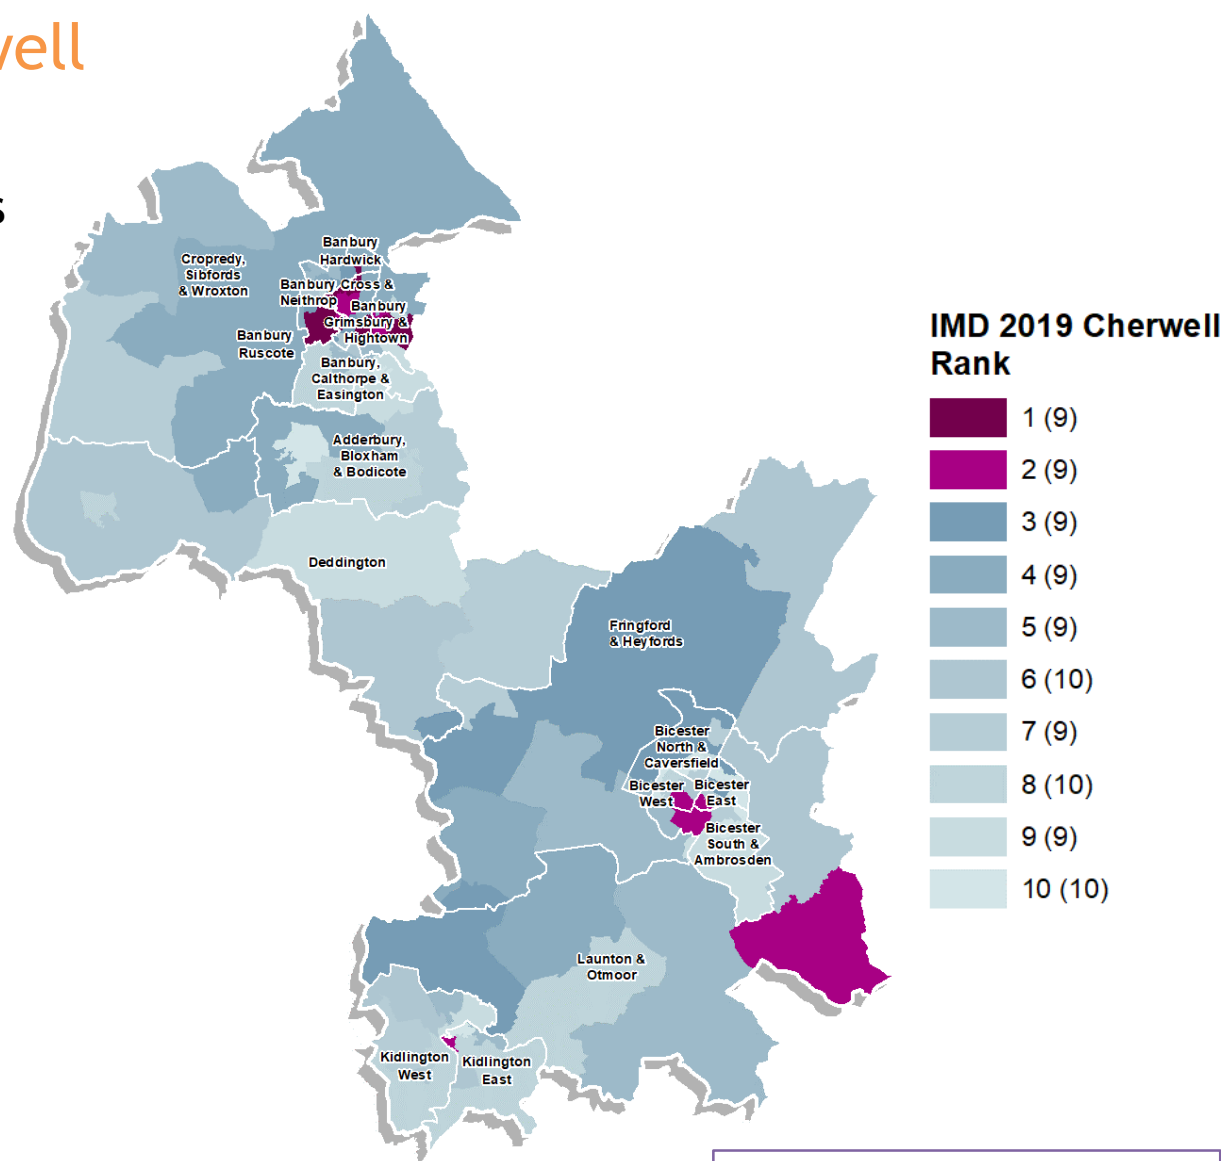 vell
s
Banbury
Hardwick
Cropredy,
Sibfords
& Wroxton
Banbury Cross &
Neithrop
Banbury
Grimsbury &
Hightown
Banbury
Ruscote
Banbury,
Calthorpe &
Easington
Adderbury,
Bloxham
& Bodicote
Deddington
Fringford
& Heyfords
Bicester
North &
Caversfield
Bicester
West
Bicester
East
Bicester
South &
Ambrosden
Launton &
Otmoor
Kidlington
West
Kidlington
East
IMD 2019 Cherwell
Rank
1 (9)
2 (9)
3 (9)
4 (9)
5 (9)
6 (10)
7 (9)
8 (10)
9 (9)
10 (10)